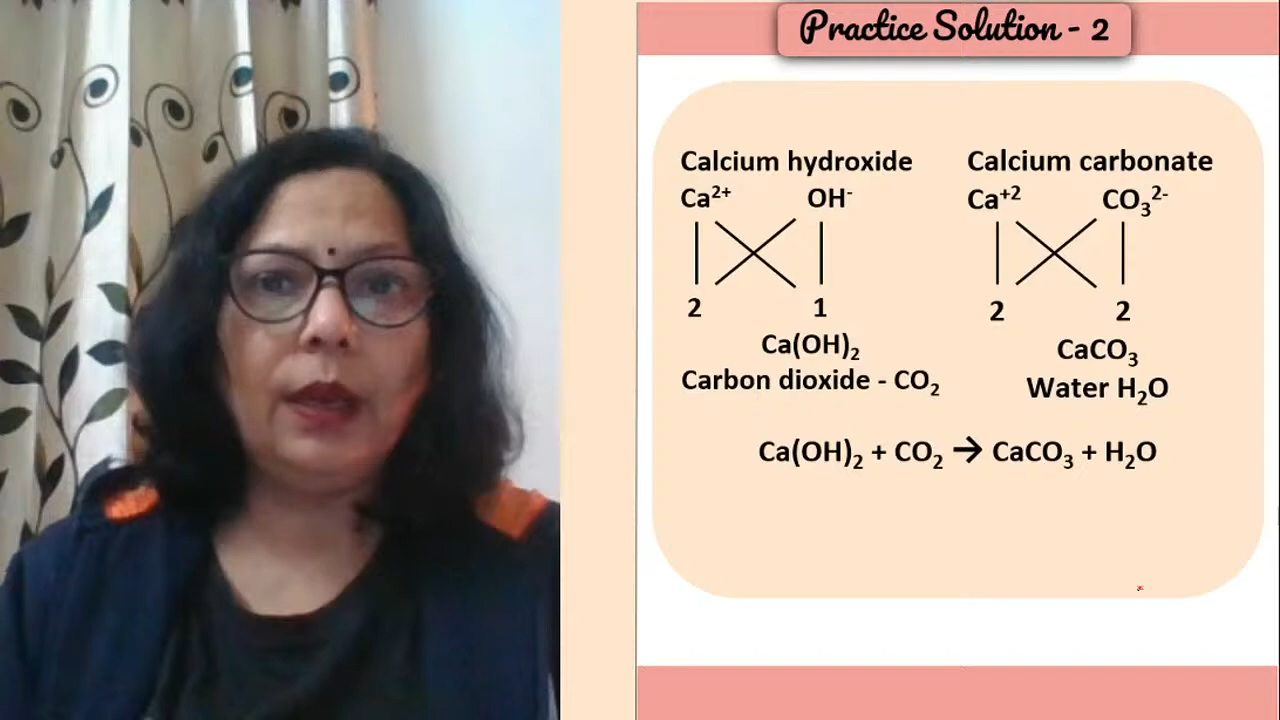 Practice Solution - 2
Calcium hydroxide
Ca²⁺ OH⁻
2 1
Ca(OH)₂
Carbon dioxide - CO₂
Calcium carbonate
Ca⁺² CO₃²⁻
2 2
CaCO₃
Water H₂O
Ca(OH)₂ + CO₂ → CaCO₃ + H₂O